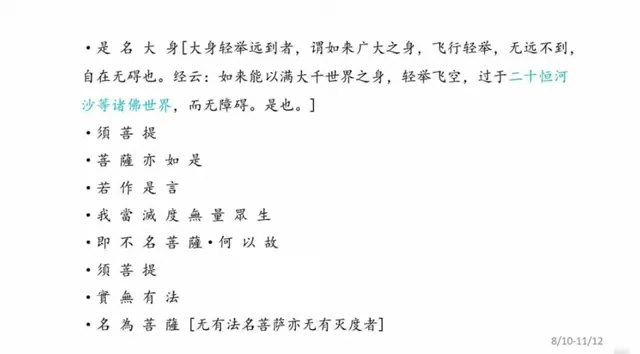 ·是 名 大 身[大身轻举远到者，谓如来广大之身，飞行轻举，无远不到，
自在无碍也。经云：如来能以满大千世界之身，轻举飞空，过于二十恒河
沙等诸佛世界，而无障碍。是也。]
·須 菩 提
·菩 薩 亦 如 是
·若 作 是 言
·我 當 滅 度 無 量 眾 生
·即 不 名 菩 薩·何 以 故
·須 菩 提
·實 無 有 法
·名 為 菩 薩[无有法名菩萨亦无有灭度者]
8/10-11/12